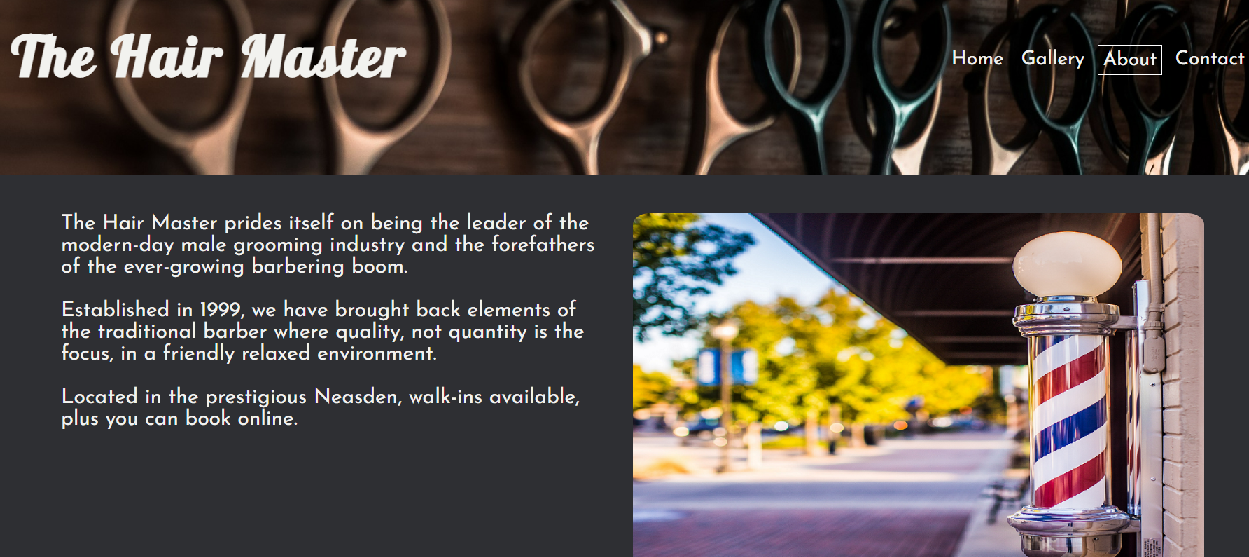 The Hair Master
Home Gallery About Contact
The Hair Master prides itself on being the leader of the
modern-day male grooming industry and the forefathers
of the ever-growing barbering boom.
Established in 1999, we have brought back elements of
the traditional barber where quality, not quantity is the
focus, in a friendly relaxed environment.
Located in the prestigious Neasden, walk-ins available,
plus you can book online.